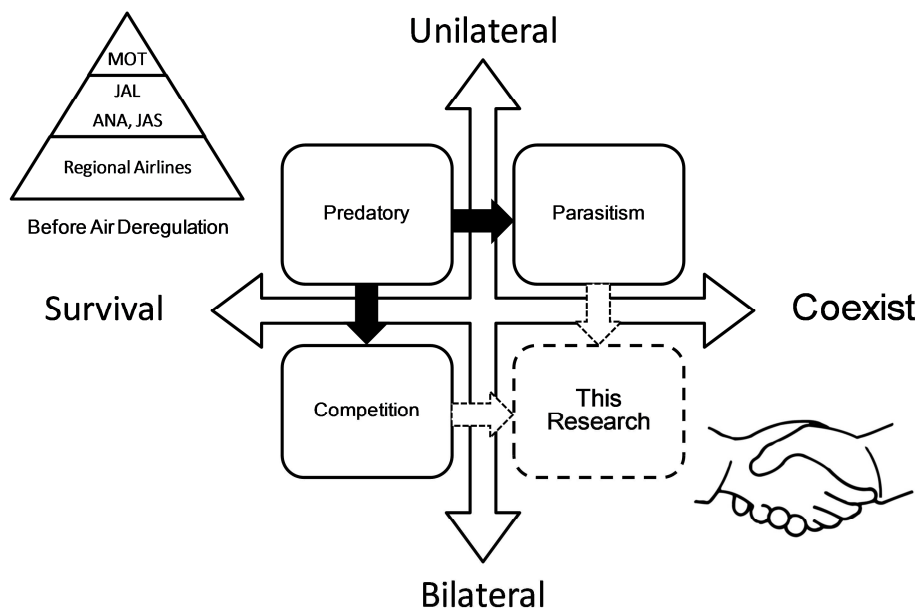 Unilateral
MOT
JAL
ANA, JAS
Regional Airlines
Before Air Deregulation
Predatory
Parasitism
Survival
Coexist
Competition
This
Research
Bilateral